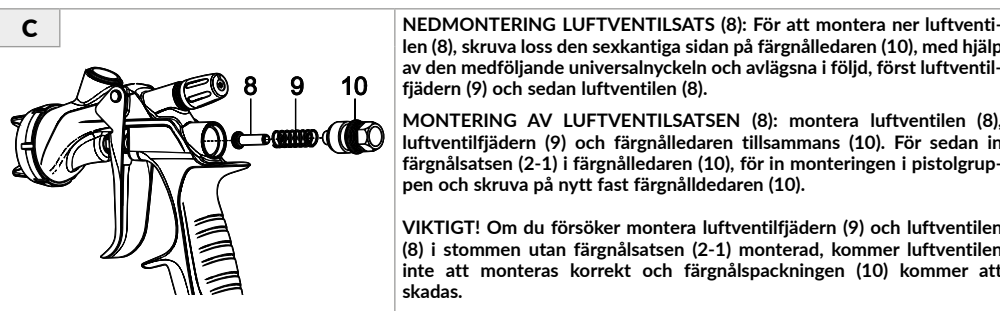 C
8 9 10
NEDMONTERING LUFTVENTILSATS (8): För att montera ner luftventi-
len (8), skruva loss den sexkantiga sidan på färgnålledaren (10), med hjälp
av den medföljande universalnyckeln och avlägsna i följd, först luftventil-
fjädern (9) och sedan luftventilen (8).
MONTERING AV LUFTVENTILSATSEN (8): montera luftventilen (8),
luftventilfjädern (9) och färgnålledaren tillsammans (10). För sedan in
färgnålsatsen (2-1) i färgnålledaren (10), för in monteringen i pistolgrup-
pen och skruva på nytt fast färgnålldedaren (10).
VIKTIGT! Om du försöker montera luftventilfjädern (9) och luftventilen
(8) i stommen utan färgnålsatsen (2-1) monterad, kommer luftventilen
inte att monteras korrekt och färgnålspackningen (10) kommer att
skadas.